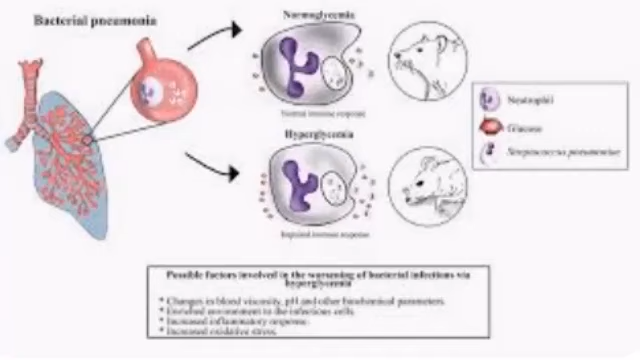 Bacterial pneumonia
Normoglycemia
Normal immune response
Hyperglycemia
Impaired immune response
Neutrophil
Glucose
Streptococcus pneumoniae
Possible factors involved in the worsening of bacterial infections via
hyperglycemia
* Changes in blood viscosity, pH and other biochemical parameters.
* Enriched environment to the infectious cells.
* Increased inflammatory response.
* Increased oxidative stress.